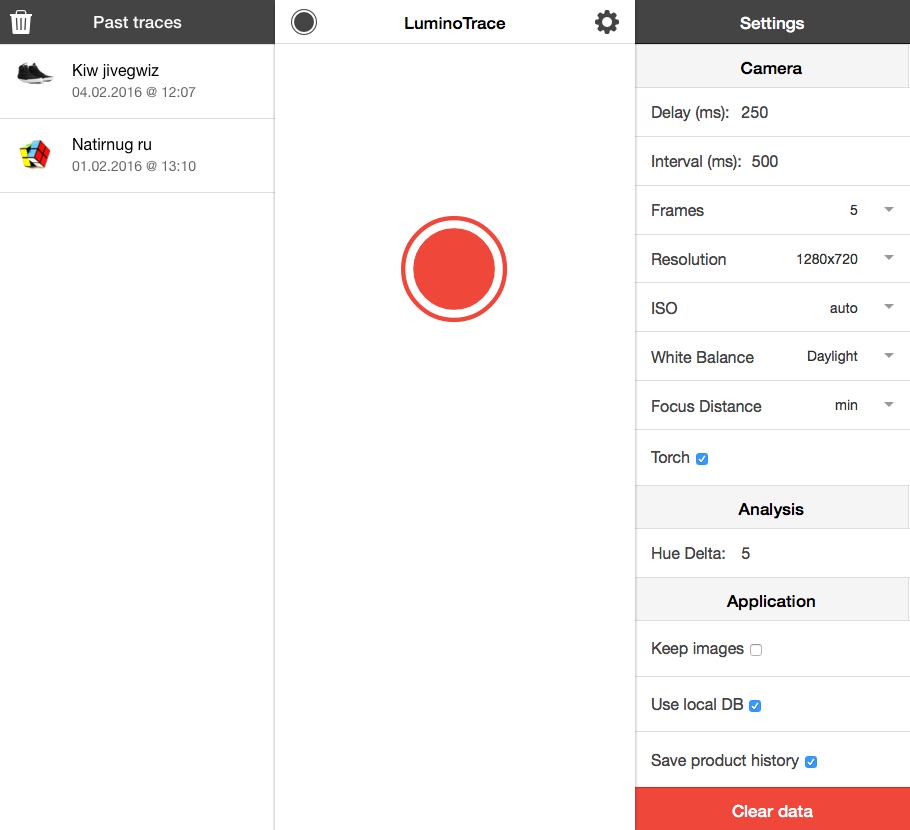 Past traces
Kiw jivegwiz
04.02.2016 @ 12:07
Natirnug ru
01.02.2016 @ 13:10
LuminoTrace
Settings
Camera
Delay (ms): 250
Interval (ms): 500
Frames 5
Resolution 1280x720
ISO auto
White Balance Daylight
Focus Distance min
Torch
Analysis
Hue Delta: 5
Application
Keep images
Use local DB
Save product history
Clear data